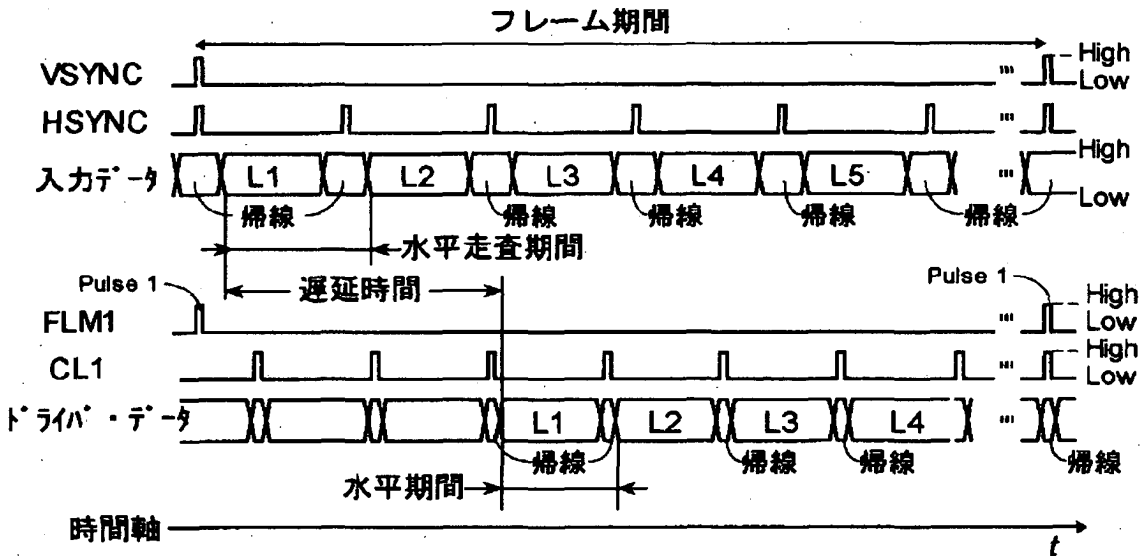 フレーム期間
VSYNC
High
Low
HSYNC
入力データ
L1
L2
L3
L4
L5
High
Low
帰線
帰線
帰線
帰線
帰線
水平走査期間
遅延時間
Pulse 1
Pulse 1
FLM1
High
Low
CL1
High
Low
ドライバ・データ
L1
L2
L3
L4
帰線
帰線
帰線
帰線
水平期間
時間軸
t